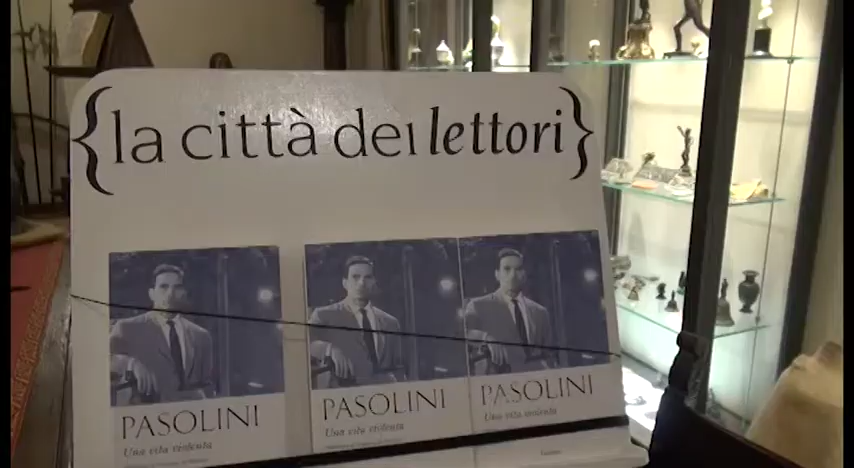 {la città dei lettori}
PASOLINI
Una vita violenta
PASOLINI
Una vita violenta
PASOLINI
Una vita violenta